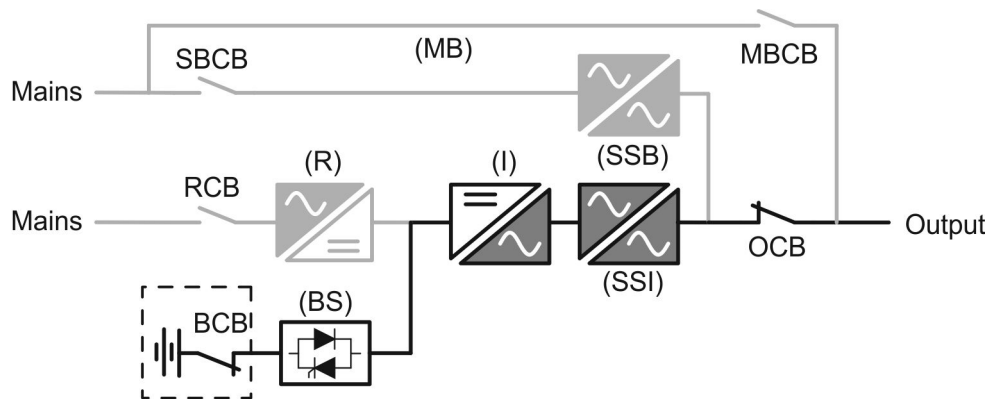 (MB)
MBCB
SBCB
Mains
(SSB)
(R)
(I)
RCB
Mains
Output
OCB
(SSI)
(BS)
BCB